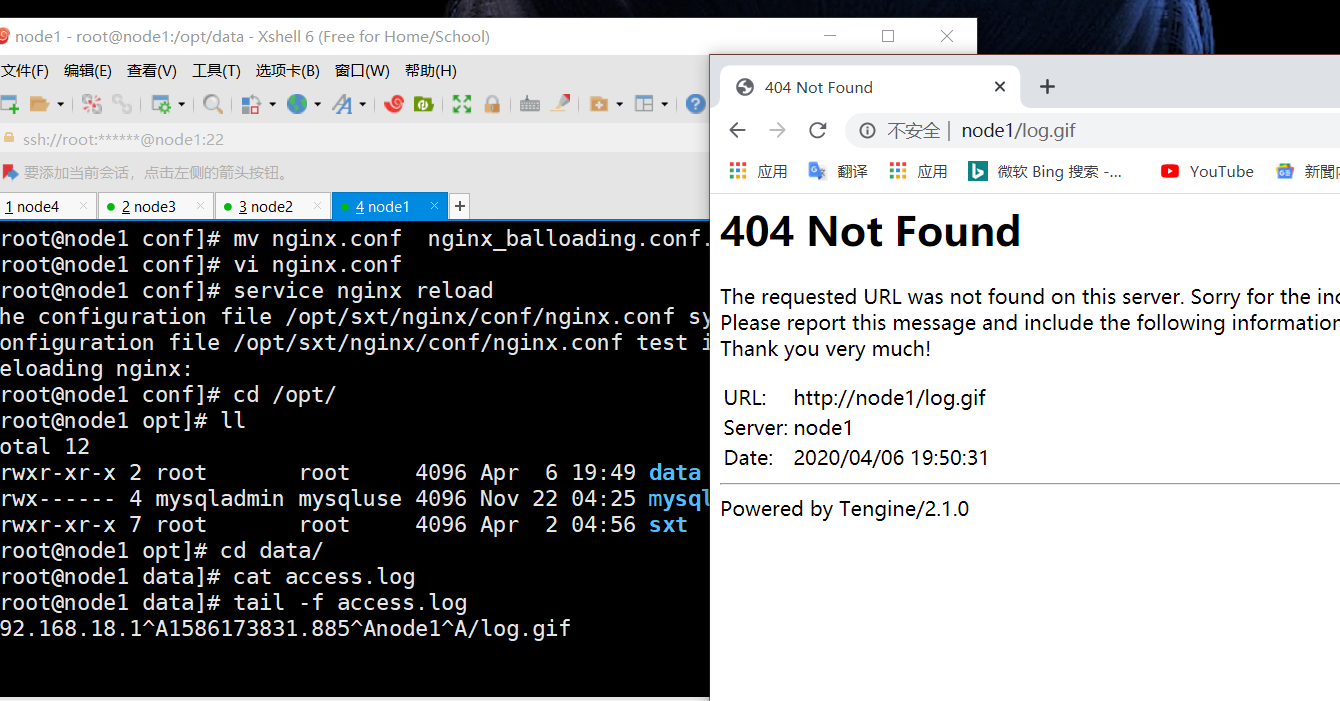 node1 - root@node1:/opt/data - Xshell 6 (Free for Home/School)
文件(F) 编辑(E) 查看(V) 工具(T) 选项卡(B) 窗口(W) 帮助(H)
ssh://root:******@node1:22
要添加当前会话，点击左侧的箭头按钮。
1 node4 2 node3 3 node2 4 node1
root@node1 conf]# mv nginx.conf  nginx_balloading.conf.
root@node1 conf]# vi nginx.conf
root@node1 conf]# service nginx reload
he configuration file /opt/sxt/nginx/conf/nginx.conf sy
onfiguration file /opt/sxt/nginx/conf/nginx.conf test i
eloading nginx:
root@node1 conf]# cd /opt/
root@node1 opt]# ll
otal 12
rwxr-xr-x 2 root       root     4096 Apr  6 19:49 data
rwx------ 4 mysqladmin mysqluse 4096 Nov 22 04:25 mysql
rwxr-xr-x 7 root       root     4096 Apr  2 04:56 sxt
root@node1 opt]# cd data/
root@node1 data]# cat access.log
root@node1 data]# tail -f access.log
92.168.18.1^A1586173831.885^Anode1^A/log.gif
404 Not Found
不安全 | node1/log.gif
应用 翻译 应用 微软 Bing 搜索 -... YouTube 新聞
404 Not Found
The requested URL was not found on this server. Sorry for the inc
Please report this message and include the following information
Thank you very much!
URL: http://node1/log.gif
Server: node1
Date: 2020/04/06 19:50:31
Powered by Tengine/2.1.0